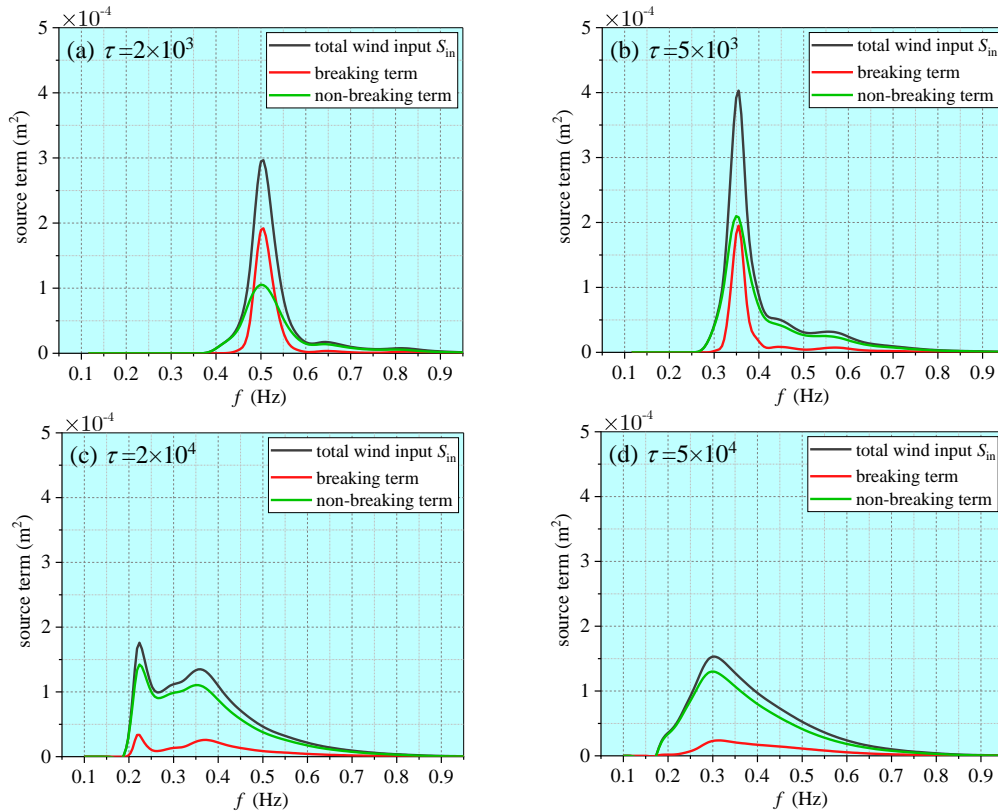 ×10⁻⁴
(a) τ=2×10³
total wind input Sᵢₙ
breaking term
non-breaking term
source term (m²)
5
4
3
2
1
0
0.1 0.2 0.3 0.4 0.5 0.6 0.7 0.8 0.9
f (Hz)
×10⁻⁴
(b) τ=5×10³
total wind input Sᵢₙ
breaking term
non-breaking term
source term (m²)
5
4
3
2
1
0
0.1 0.2 0.3 0.4 0.5 0.6 0.7 0.8 0.9
f (Hz)
×10⁻⁴
(c) τ=2×10⁴
total wind input Sᵢₙ
breaking term
non-breaking term
source term (m²)
5
4
3
2
1
0
0.1 0.2 0.3 0.4 0.5 0.6 0.7 0.8 0.9
f (Hz)
×10⁻⁴
(d) τ=5×10⁴
total wind input Sᵢₙ
breaking term
non-breaking term
source term (m²)
5
4
3
2
1
0
0.1 0.2 0.3 0.4 0.5 0.6 0.7 0.8 0.9
f (Hz)